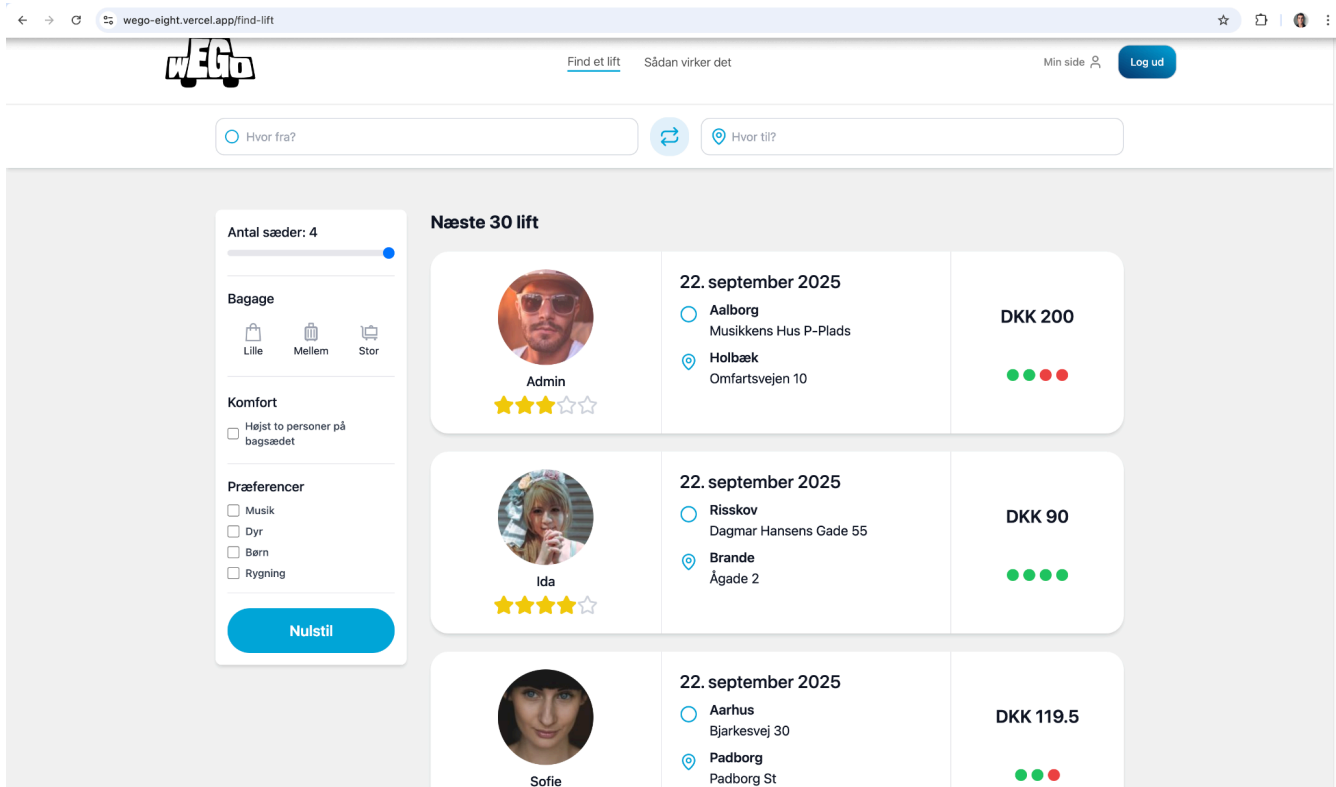 wego-eight.vercel.app/find-lift
WEGO
Find et lift
Sådan virker det
Min side
Log ud
Hvor fra?
Hvor til?
Antal sæder: 4
Bagage
Lille
Mellem
Stor
Komfort
Højst to personer på
bagsædet
Præferencer
Musik
Dyr
Børn
Rygning
Nulstil
Næste 30 lift
Admin
22. september 2025
Aalborg
Musikkens Hus P-Plads
Holbæk
Omfartsvejen 10
DKK 200
Ida
22. september 2025
Risskov
Dagmar Hansens Gade 55
Brande
Ågade 2
DKK 90
Sofie
22. september 2025
Aarhus
Bjarkesvej 30
Padborg
Padborg St
DKK 119.5